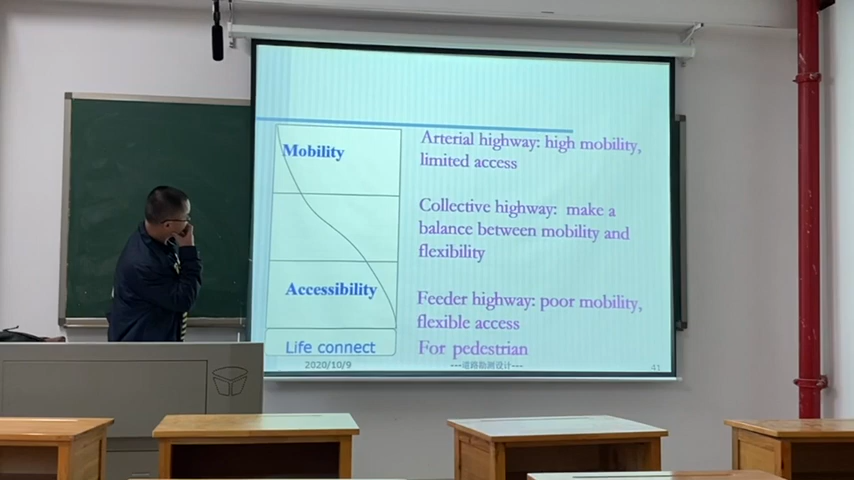 Mobility
Arterial highway: high mobility,
limited access
Collective highway: make a
balance between mobility and
flexibility
Accessibility
Feeder highway: poor mobility,
flexible access
Life connect
For pedestrian
2020/10/9
---道路勘测设计---
41